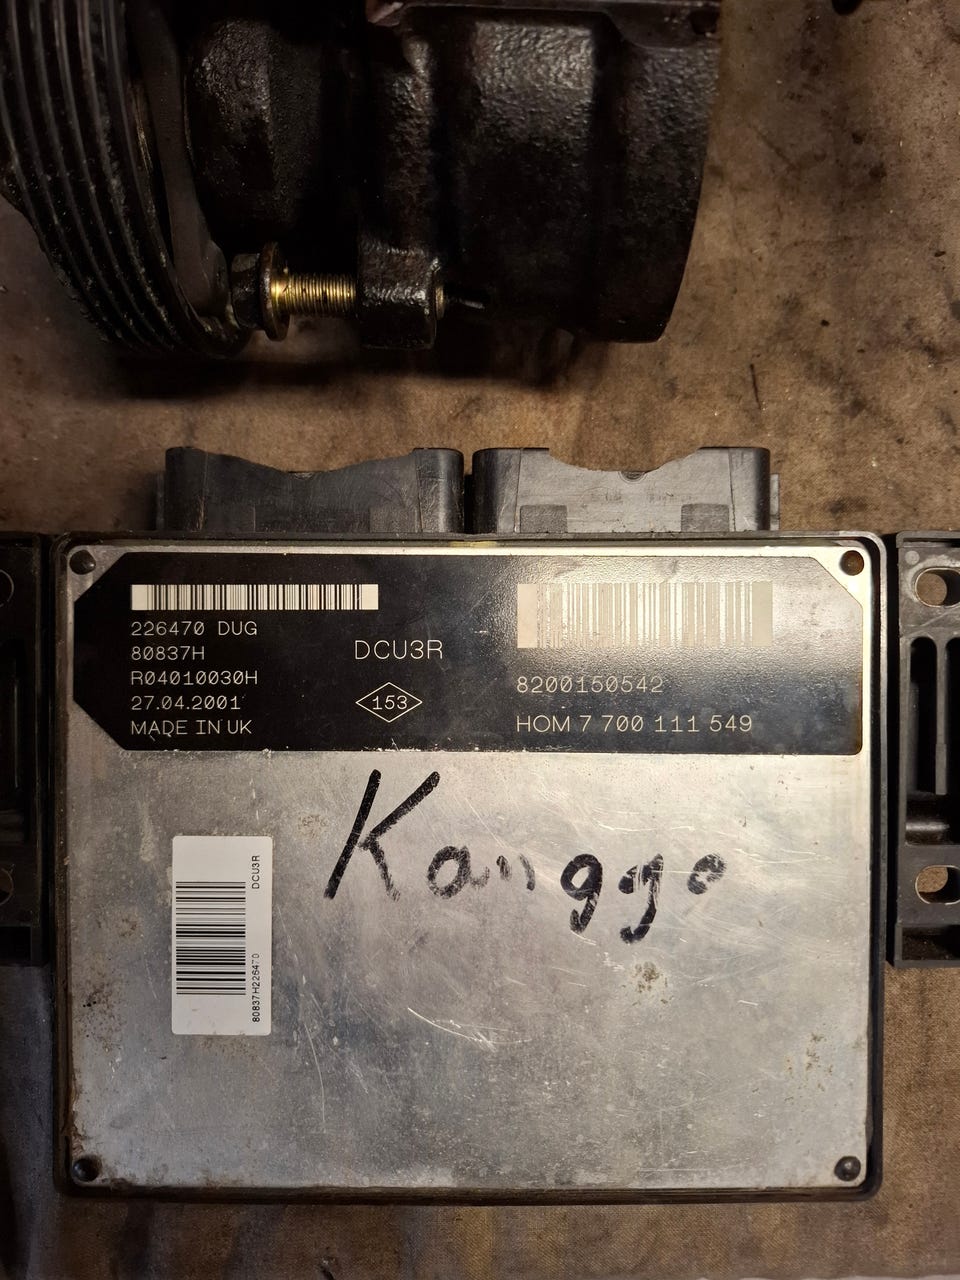 226470 DUG
80837H
R04010030H
27.04.2001
MADE IN UK
DCU3R
153
8200150542
HOM 7 700 111 549
Kanggo
DCU3R
80837H226470